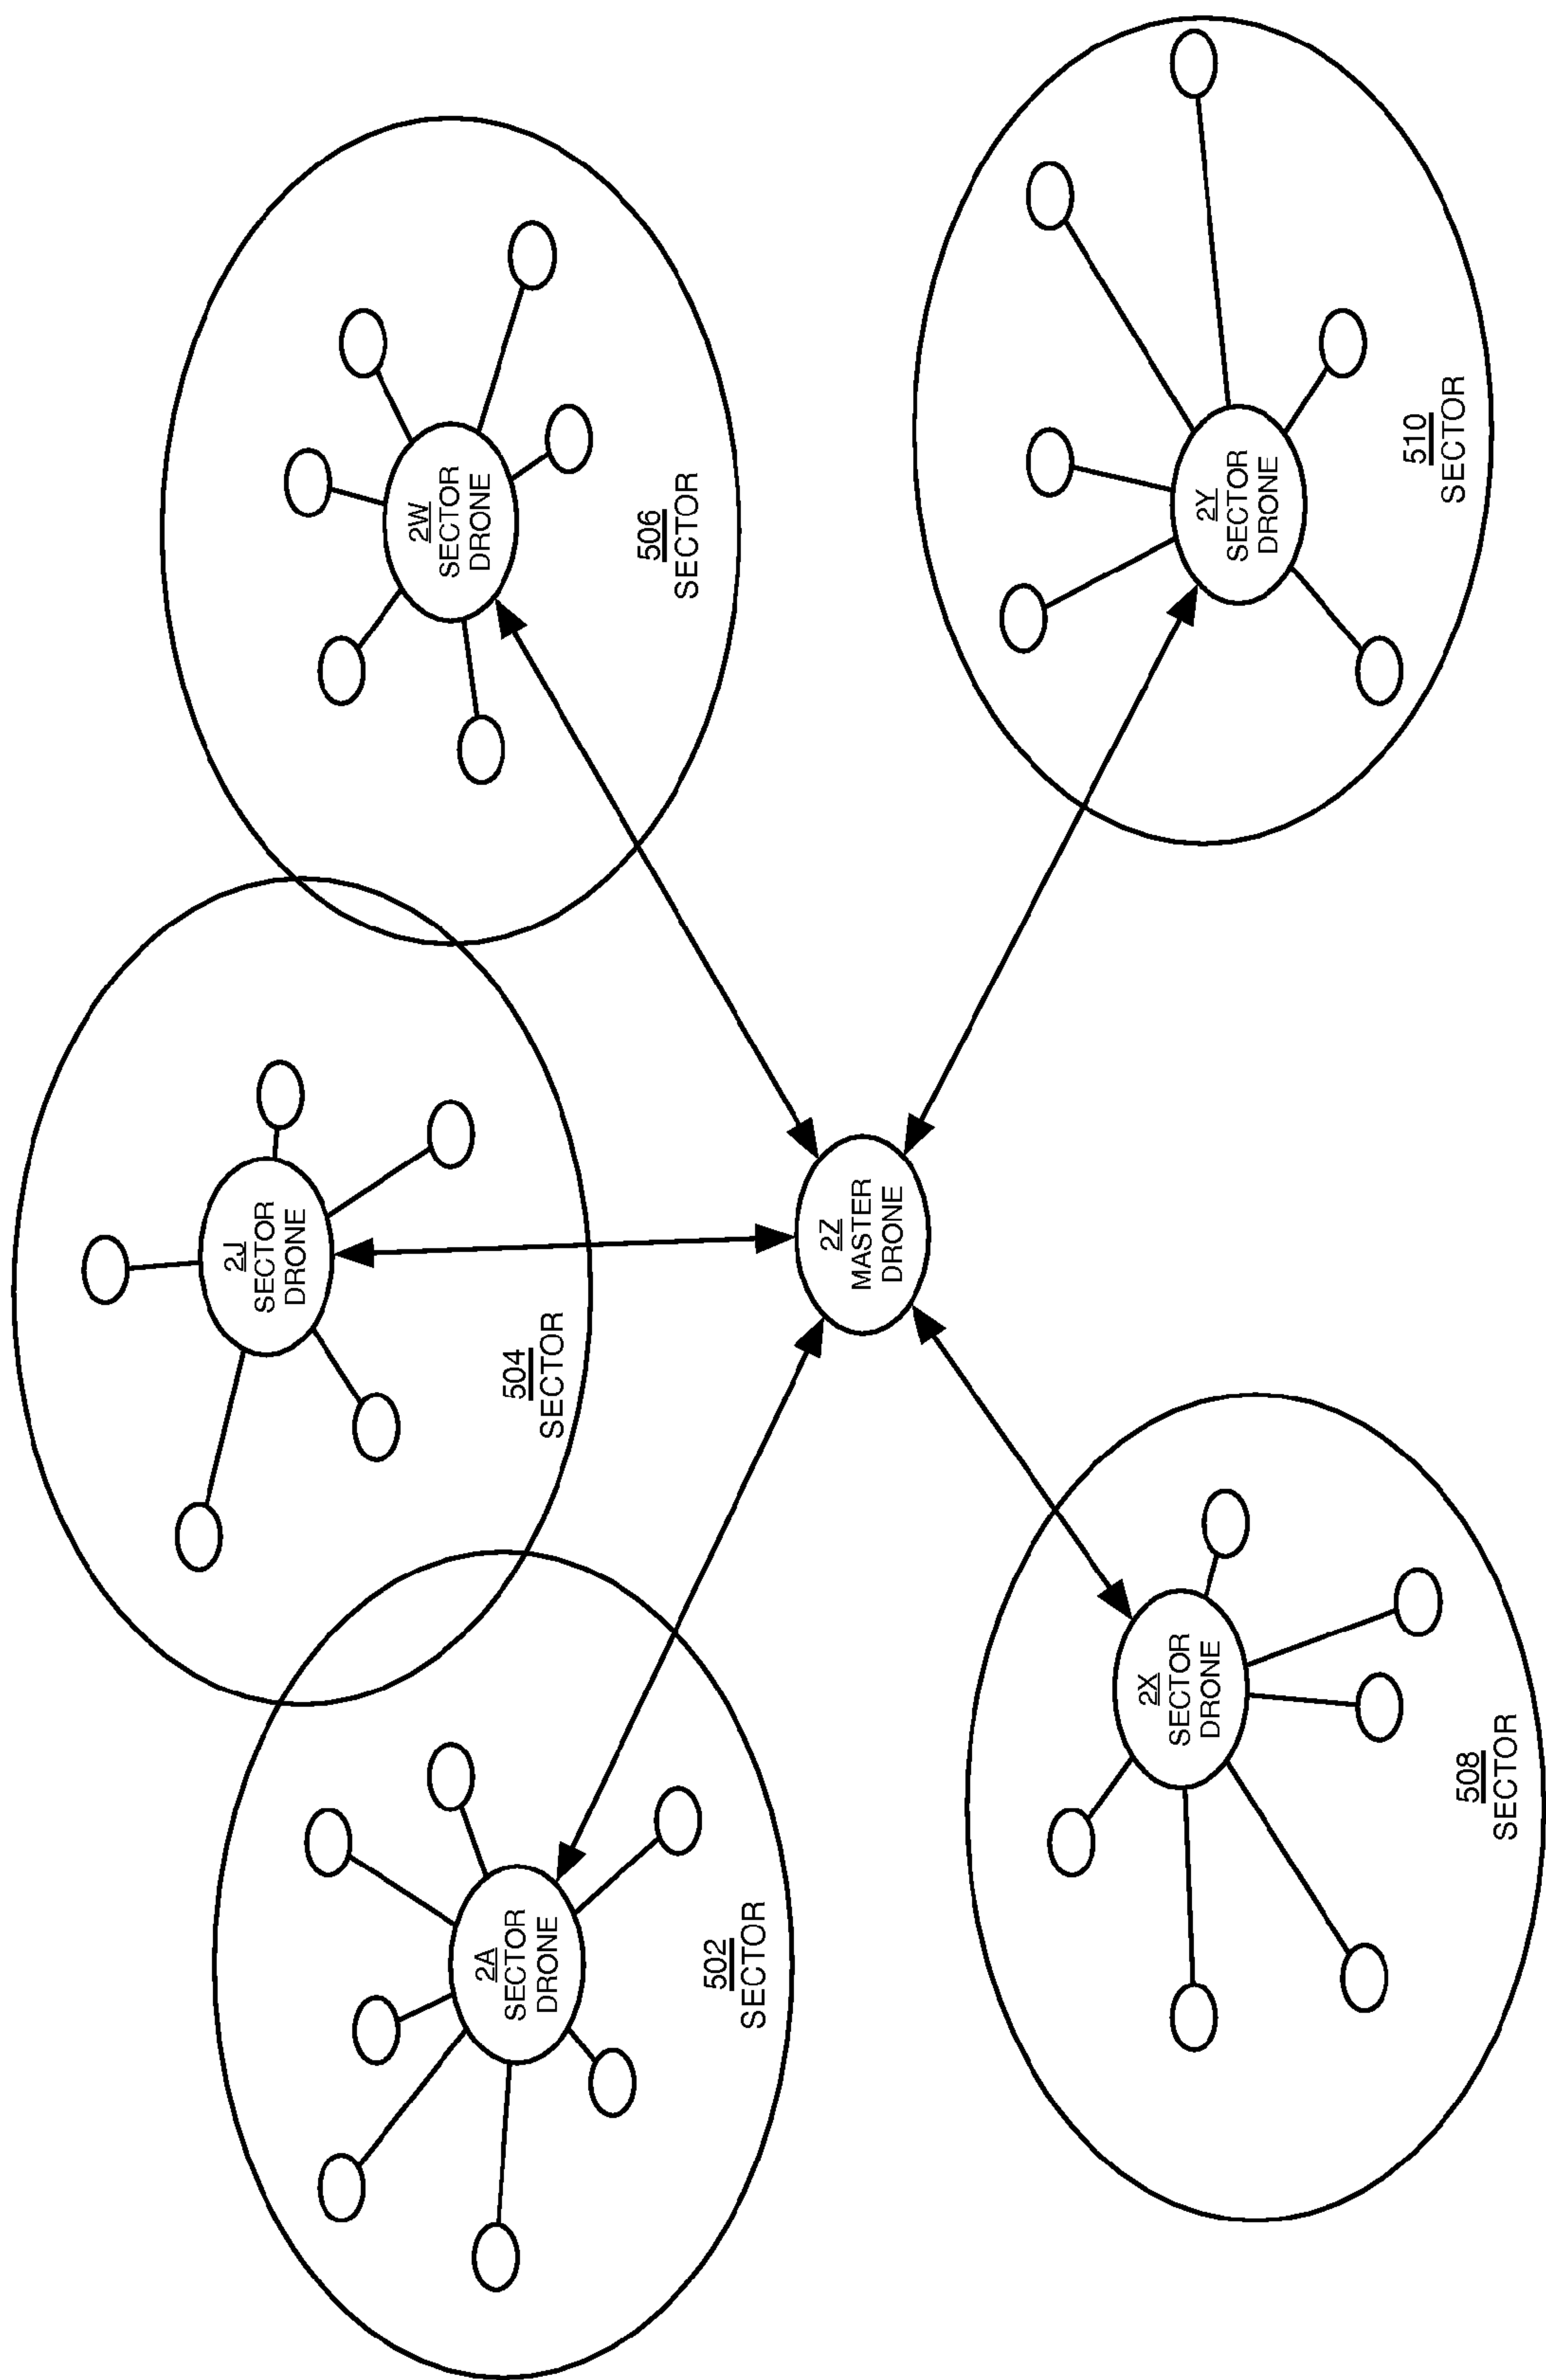 2J
SECTOR
DRONE
504
SECTOR
2W
SECTOR
DRONE
506
SECTOR
2A
SECTOR
DRONE
502
SECTOR
2Z
MASTER
DRONE
2X
SECTOR
DRONE
508
SECTOR
2Y
SECTOR
DRONE
510
SECTOR